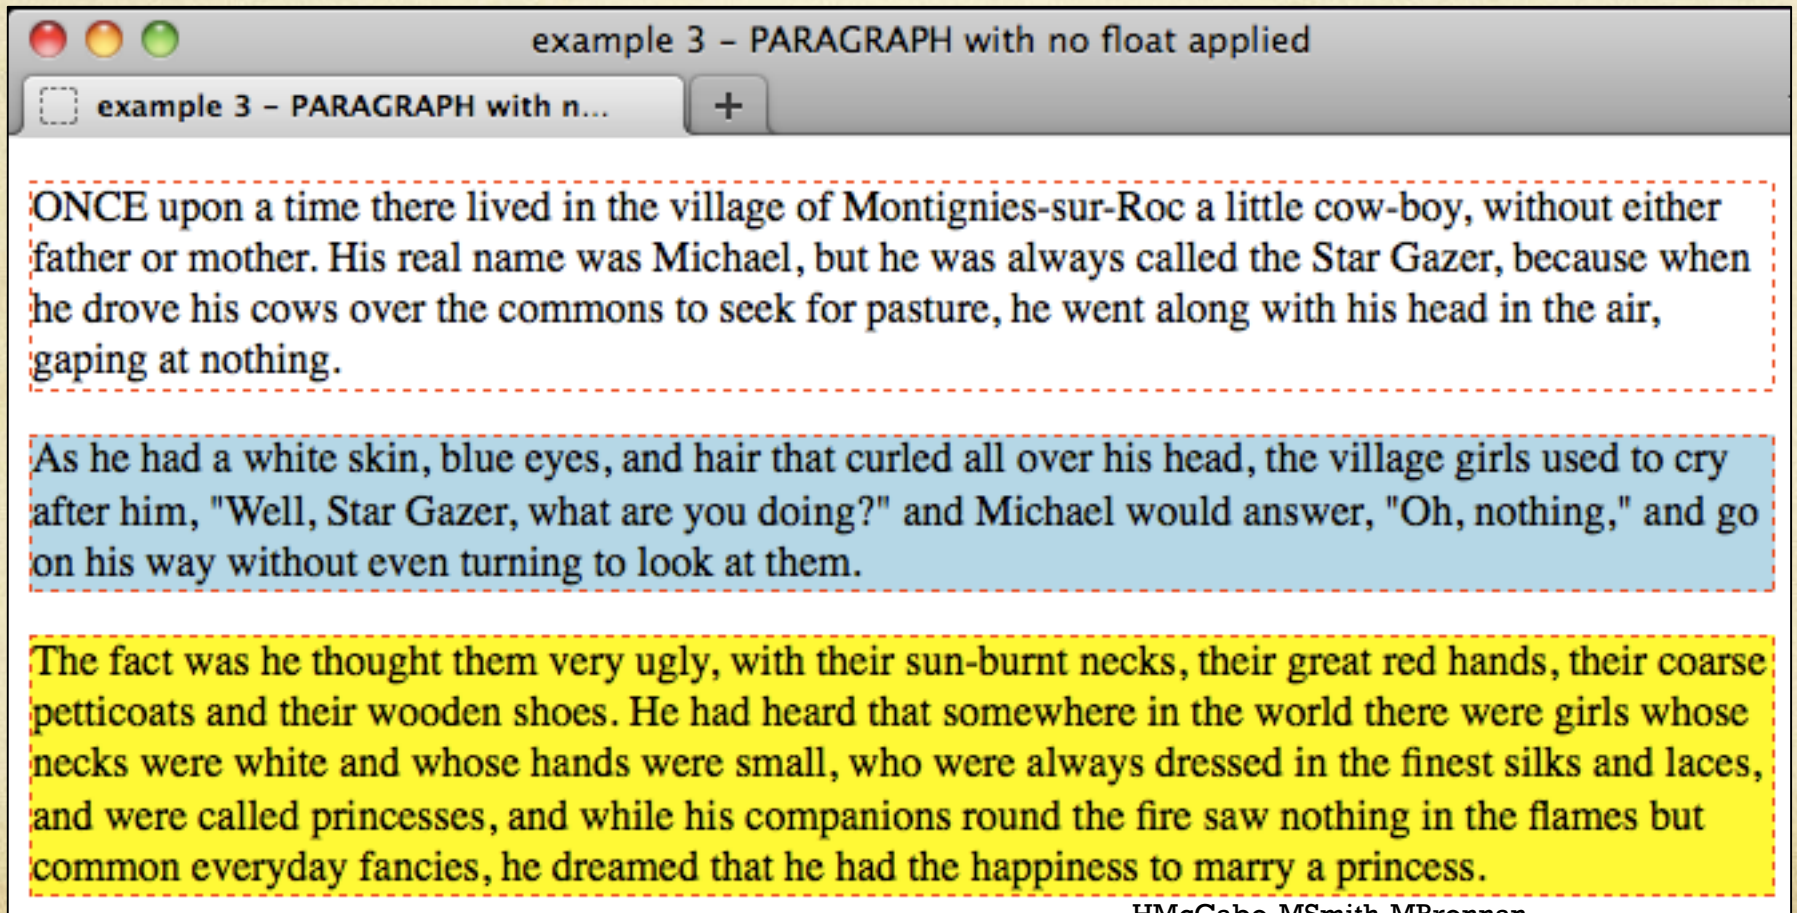 example 3 – PARAGRAPH with no float applied
example 3 – PARAGRAPH with n...
+
ONCE upon a time there lived in the village of Montignies-sur-Roc a little cow-boy, without either
father or mother. His real name was Michael, but he was always called the Star Gazer, because when
he drove his cows over the commons to seek for pasture, he went along with his head in the air,
gaping at nothing.
As he had a white skin, blue eyes, and hair that curled all over his head, the village girls used to cry
after him, "Well, Star Gazer, what are you doing?" and Michael would answer, "Oh, nothing," and go
on his way without even turning to look at them.
The fact was he thought them very ugly, with their sun-burnt necks, their great red hands, their coarse
petticoats and their wooden shoes. He had heard that somewhere in the world there were girls whose
necks were white and whose hands were small, who were always dressed in the finest silks and laces,
and were called princesses, and while his companions round the fire saw nothing in the flames but
common everyday fancies, he dreamed that he had the happiness to marry a princess.
HMcCabe, MSmith, MBrennan